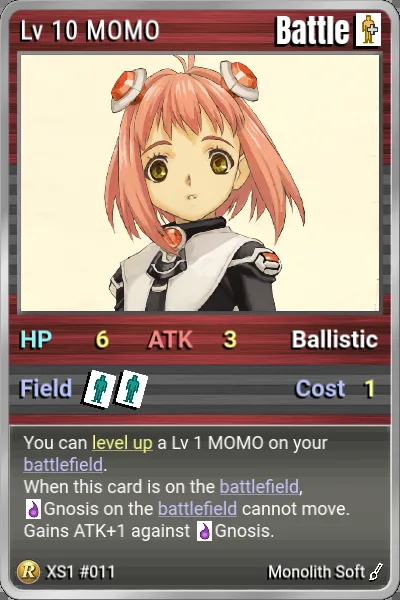 Lv 10 MOMO Battle
HP 6 ATK 3 Ballistic
Field Cost 1
You can level up a Lv 1 MOMO on your
battlefield.
When this card is on the battlefield,
Gnosis on the battlefield cannot move.
Gains ATK+1 against Gnosis.
R XS1 #011 Monolith Soft